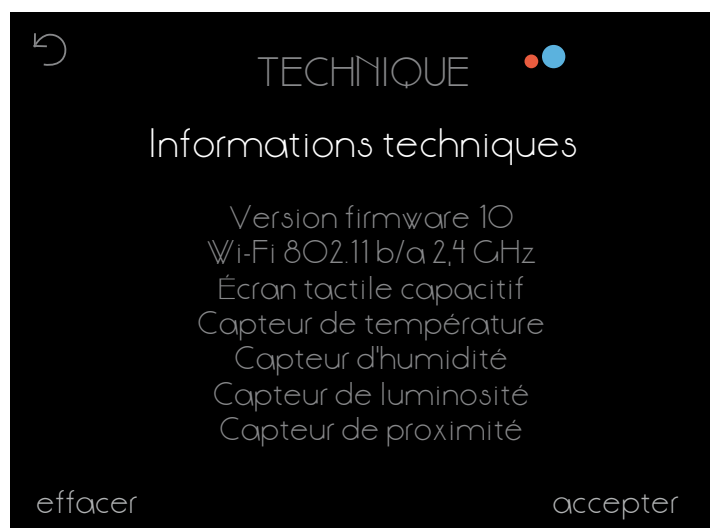 TECHNIQUE
Informations techniques
Version firmware 10
Wi-Fi 802.11 b/a 2,4 GHz
Écran tactile capacitif
Capteur de température
Capteur d'humidité
Capteur de luminosité
Capteur de proximité
effacer
accepter